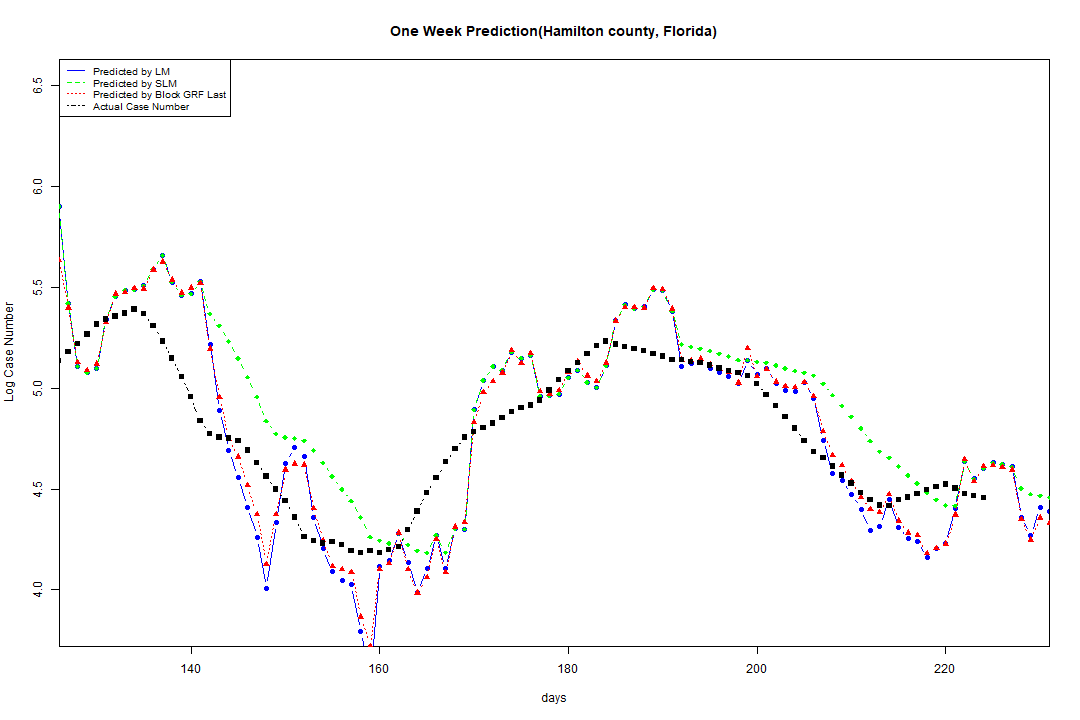 One Week Prediction(Hamilton county, Florida)
Predicted by LM
Predicted by SLM
Predicted by Block GRF Last
Actual Case Number
6.5
6.0
5.5
5.0
4.5
4.0
Log Case Number
140 160 180 200 220
days